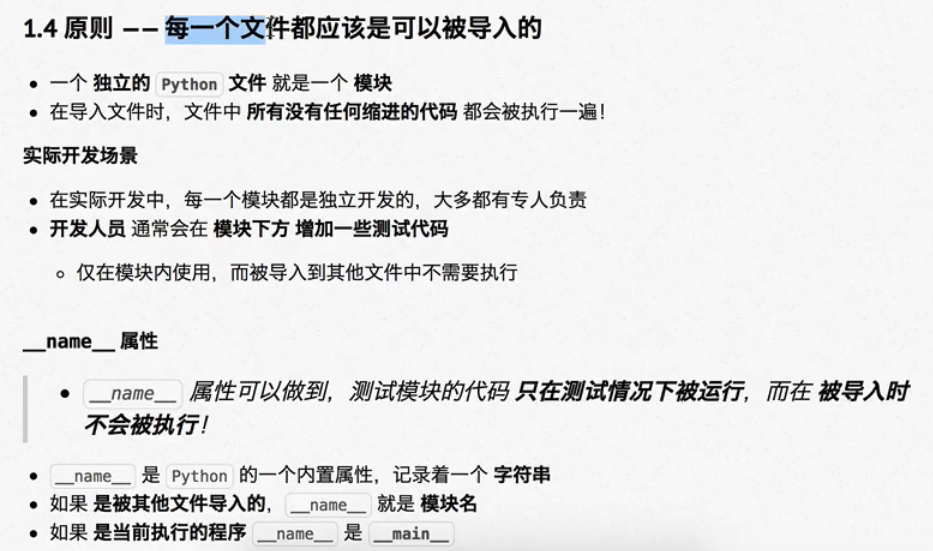 1.4 原则 —— 每一个文件都应该是可以被导入的
一个 独立的 Python 文件 就是一个 模块
在导入文件时，文件中 所有没有任何缩进的代码 都会被执行一遍！
实际开发场景
在实际开发中，每一个模块都是独立开发的，大多都有专人负责
开发人员 通常会在 模块下方 增加一些测试代码
仅在模块内使用，而被导入到其他文件中不需要执行
__name__ 属性
__name__ 属性可以做到，测试模块的代码 只在测试情况下被运行，而在 被导入时
不会被执行！
__name__ 是 Python 的一个内置属性，记录着一个 字符串
如果 是被其他文件导入的，__name__ 就是 模块名
如果 是当前执行的程序 __name__ 是 __main__